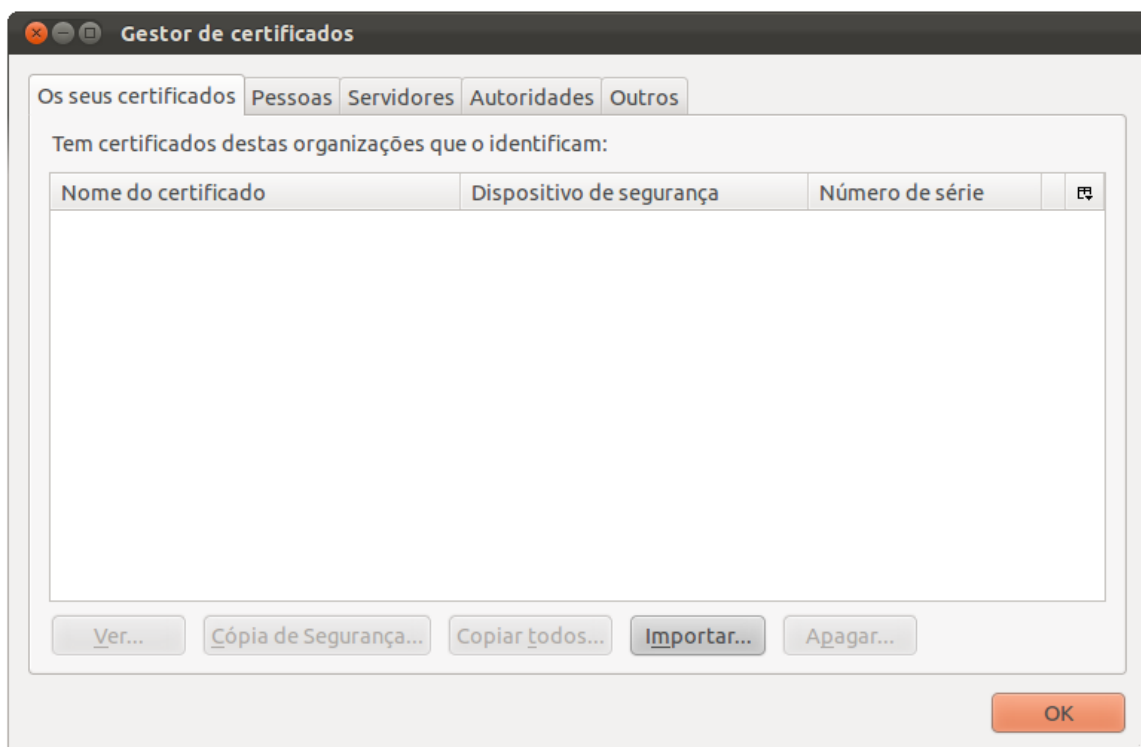 Gestor de certificados
Os seus certificados Pessoas Servidores Autoridades Outros
Tem certificados destas organizações que o identificam:
Nome do certificado Dispositivo de segurança Número de série
Ver... Cópia de Segurança... Copiar todos... Importar... Apagar...
OK